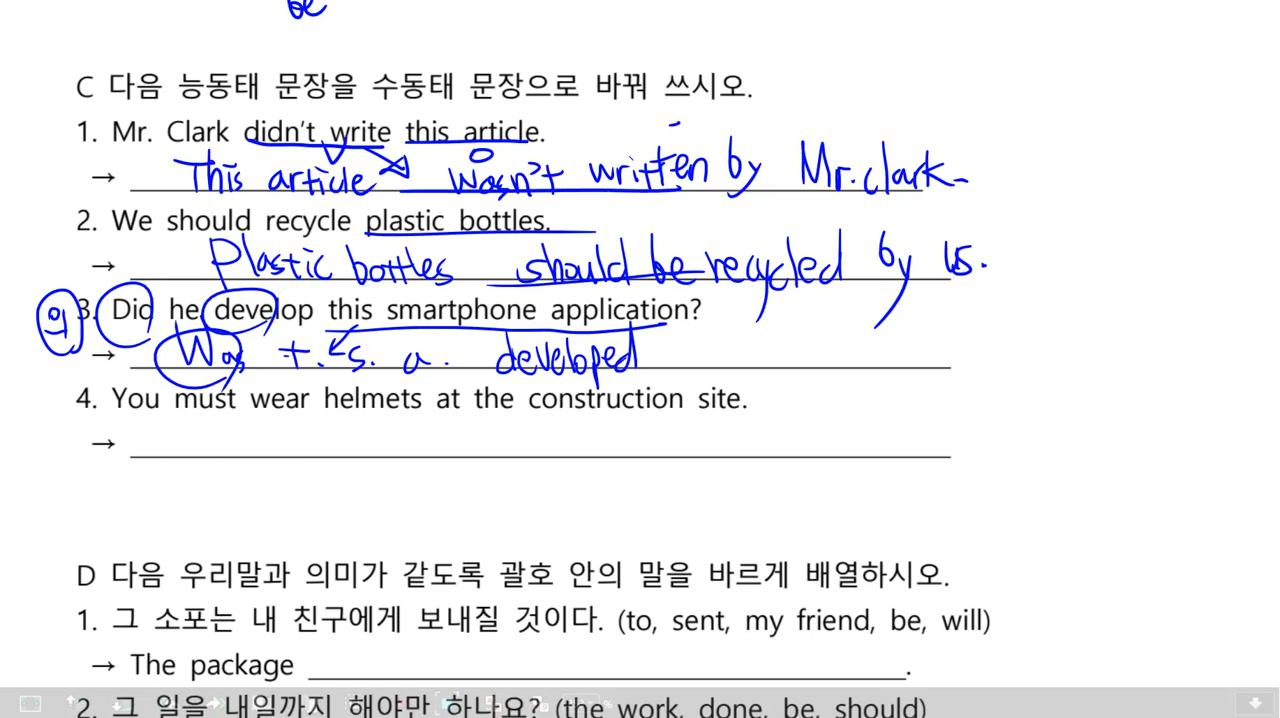 be
C 다음 능동태 문장을 수동태 문장으로 바꿔 쓰시오.
1. Mr. Clark didn't write this article.
→ This article wasn't written by Mr. clark.
2. We should recycle plastic bottles.
→ Plastic bottles should be recycled by us.
의 3. Did he develop this smartphone application?
→ Was t. s. a. developed
4. You must wear helmets at the construction site.
→
D 다음 우리말과 의미가 같도록 괄호 안의 말을 바르게 배열하시오.
1. 그 소포는 내 친구에게 보내질 것이다. (to, sent, my friend, be, will)
→ The package .
2. 그 일을 내일까지 해야만 하나요? (the work, done, be, should)